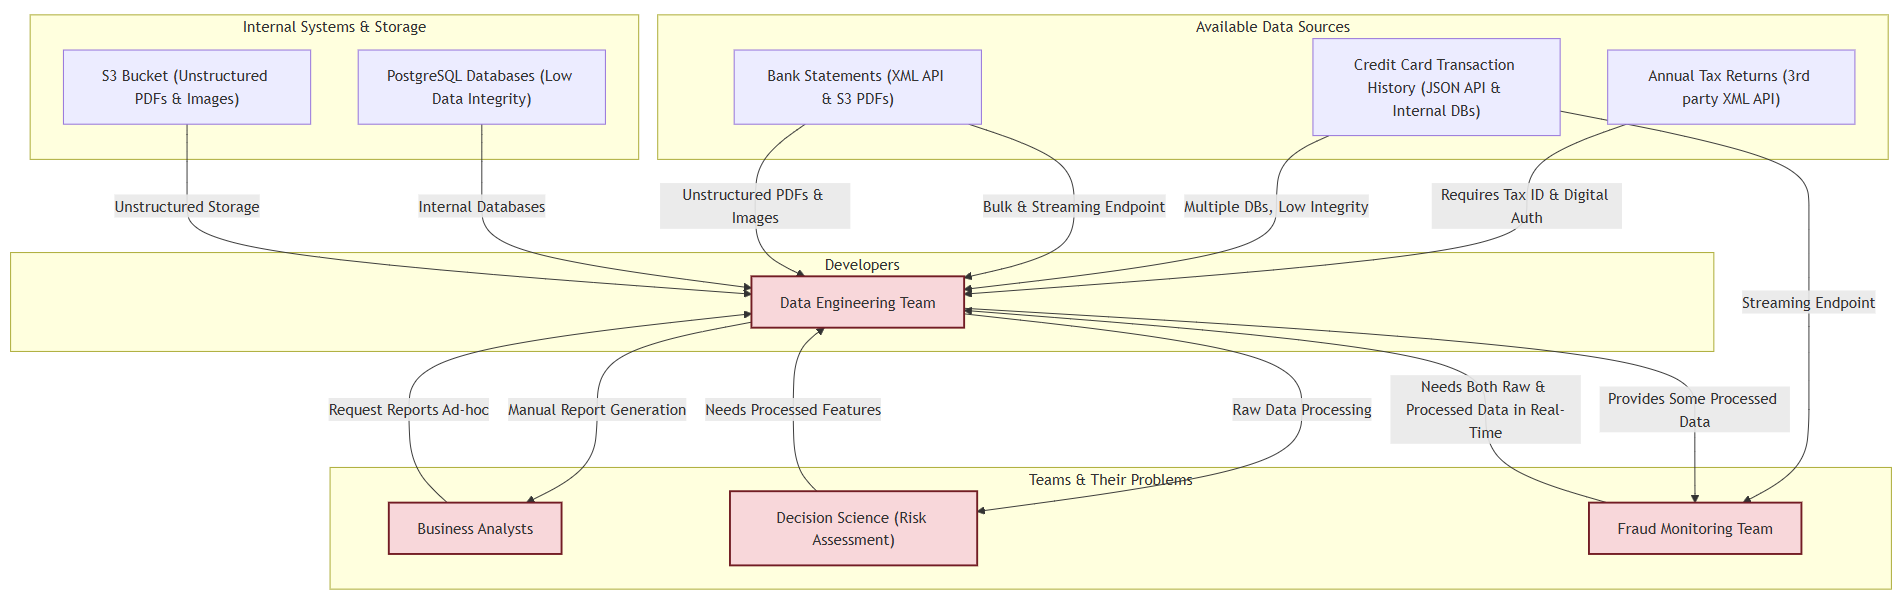 Internal Systems & Storage
Available Data Sources
S3 Bucket (Unstructured
PDFs & Images)
PostgreSQL Databases (Low
Data Integrity)
Bank Statements (XML API
& S3 PDFs)
Credit Card Transaction
History (JSON API &
Internal DBs)
Annual Tax Returns (3rd
party XML API)
Unstructured Storage
Internal Databases
Unstructured PDFs &
Images
Bulk & Streaming Endpoint
Multiple DBs, Low Integrity
Requires Tax ID & Digital
Auth
Developers
Data Engineering Team
Streaming Endpoint
Request Reports Ad-hoc
Manual Report Generation
Needs Processed Features
Raw Data Processing
Needs Both Raw &
Processed Data in Real-
Time
Provides Some Processed
Data
Teams & Their Problems
Business Analysts
Decision Science (Risk
Assessment)
Fraud Monitoring Team